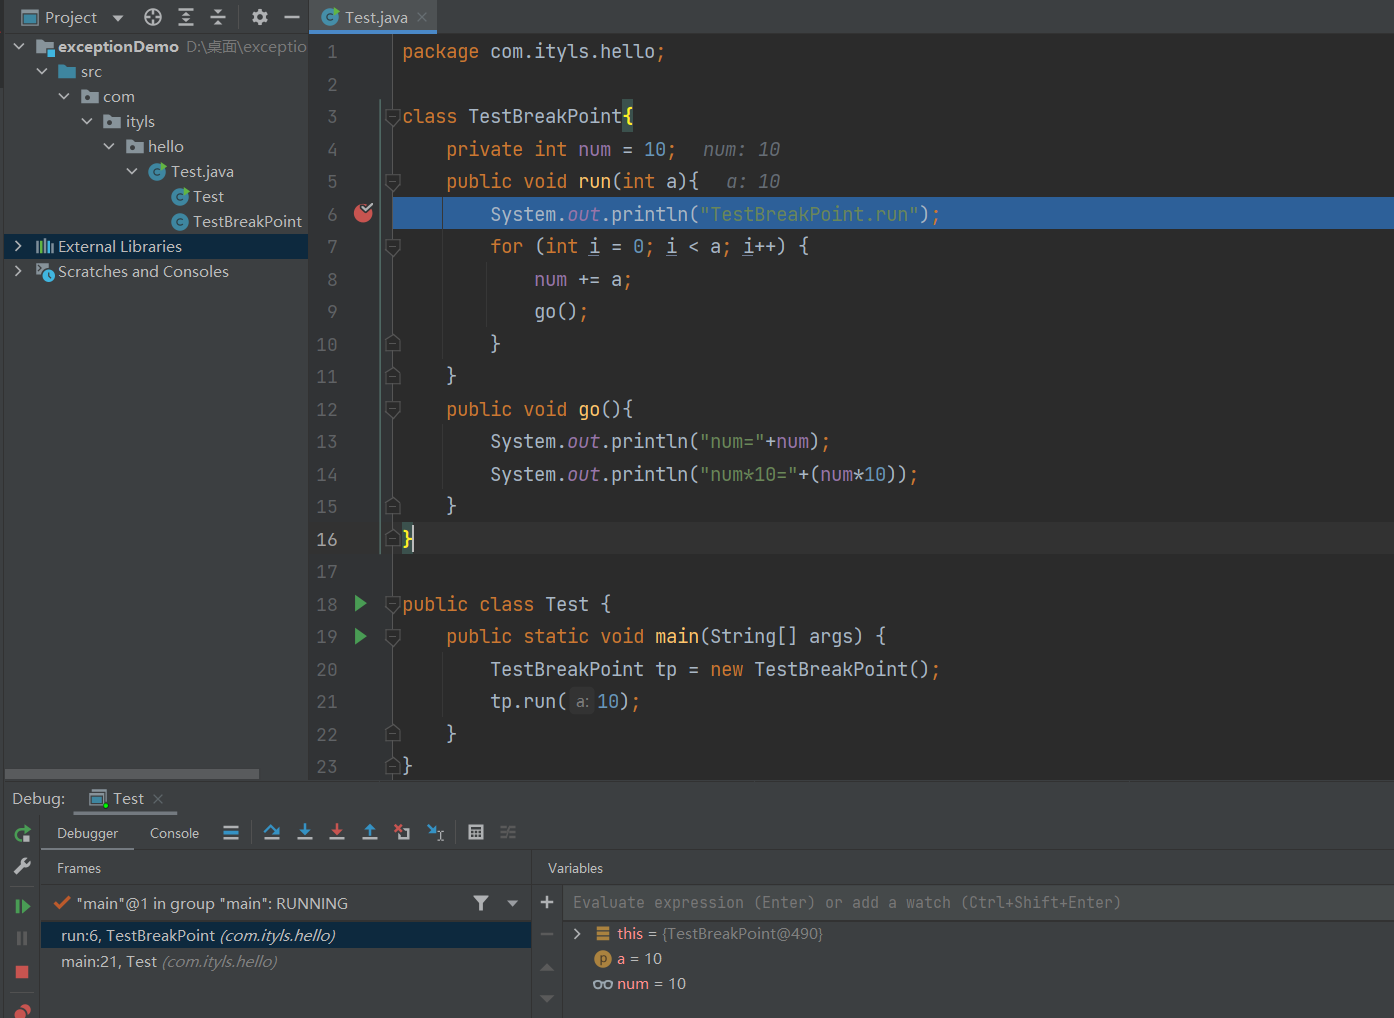 Project
Test.java
exceptionDemo D:\桌面\exceptio
src
com
ityls
hello
Test.java
Test
TestBreakPoint
External Libraries
Scratches and Consoles
1 package com.ityls.hello;
2
3 class TestBreakPoint{
4 private int num = 10; num: 10
5 public void run(int a){ a: 10
6 System.out.println("TestBreakPoint.run");
7 for (int i = 0; i < a; i++) {
8 num += a;
9 go();
10 }
11 }
12 public void go(){
13 System.out.println("num="+num);
14 System.out.println("num*10="+(num*10));
15 }
16 }
17
18 public class Test {
19 public static void main(String[] args) {
20 TestBreakPoint tp = new TestBreakPoint();
21 tp.run( a: 10);
22 }
23 }
Debug: Test
Debugger Console
Frames
"main"@1 in group "main": RUNNING
run:6, TestBreakPoint (com.ityls.hello)
main:21, Test (com.ityls.hello)
Variables
Evaluate expression (Enter) or add a watch (Ctrl+Shift+Enter)
this = {TestBreakPoint@490}
a = 10
num = 10